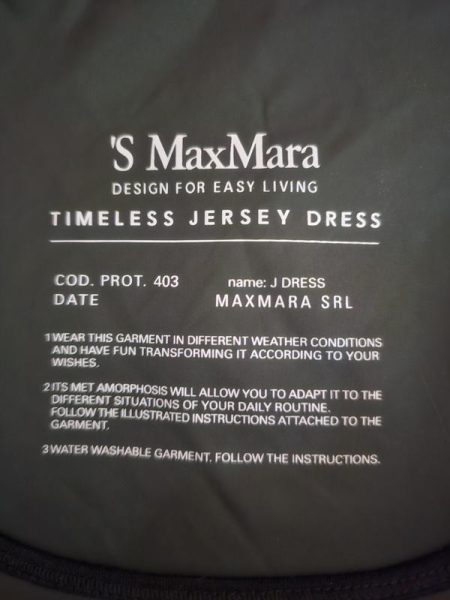 'S MaxMara
DESIGN FOR EASY LIVING
TIMELESS JERSEY DRESS
COD. PROT. 403 name: J DRESS
DATE MAXMARA SRL
1 WEAR THIS GARMENT IN DIFFERENT WEATHER CONDITIONS
AND HAVE FUN TRANSFORMING IT ACCORDING TO YOUR
WISHES.
2 ITS MET AMORPHOSIS WILL ALLOW YOU TO ADAPT IT TO THE
DIFFERENT SITUATIONS OF YOUR DAILY ROUTINE.
FOLLOW THE ILLUSTRATED INSTRUCTIONS ATTACHED TO THE
GARMENT.
3 WATER WASHABLE GARMENT. FOLLOW THE INSTRUCTIONS.